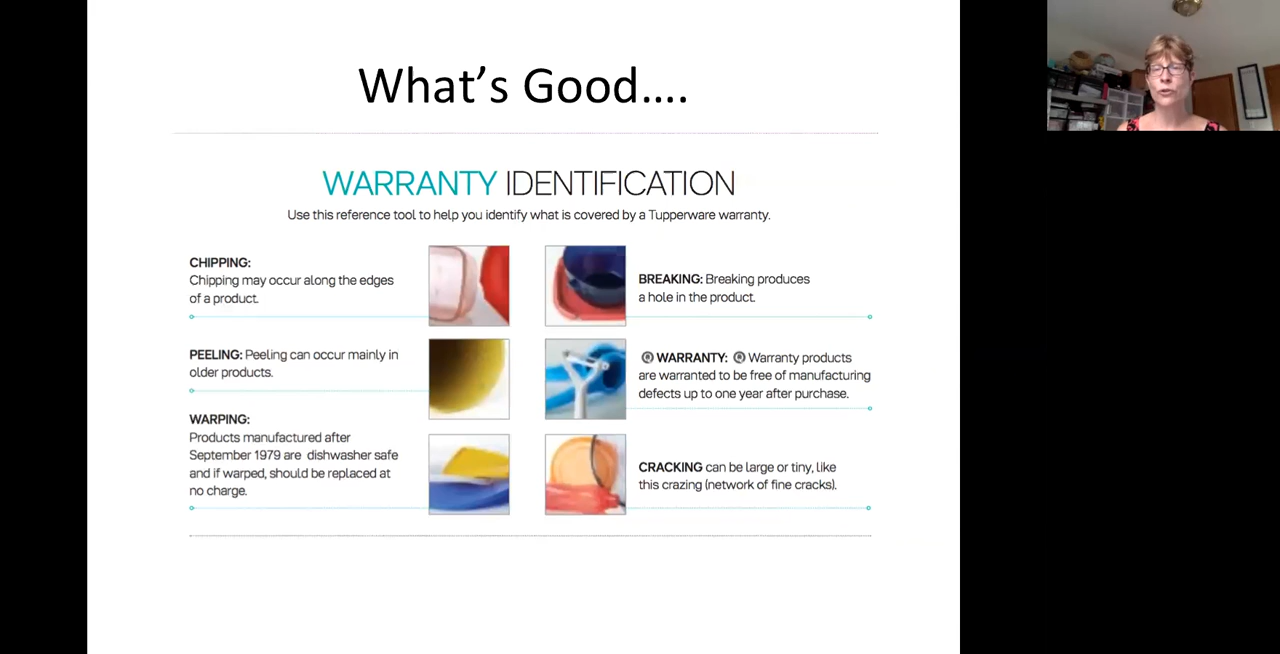 What’s Good....
WARRANTY IDENTIFICATION
Use this reference tool to help you identify what is covered by a Tupperware warranty.
CHIPPING:
Chipping may occur along the edges
of a product.
PEELING: Peeling can occur mainly in
older products.
WARPING:
Products manufactured after
September 1979 are dishwasher safe
and if warped, should be replaced at
no charge.
BREAKING: Breaking produces
a hole in the product.
Q WARRANTY: Q Warranty products
are warranted to be free of manufacturing
defects up to one year after purchase.
CRACKING can be large or tiny, like
this crazing (network of fine cracks).